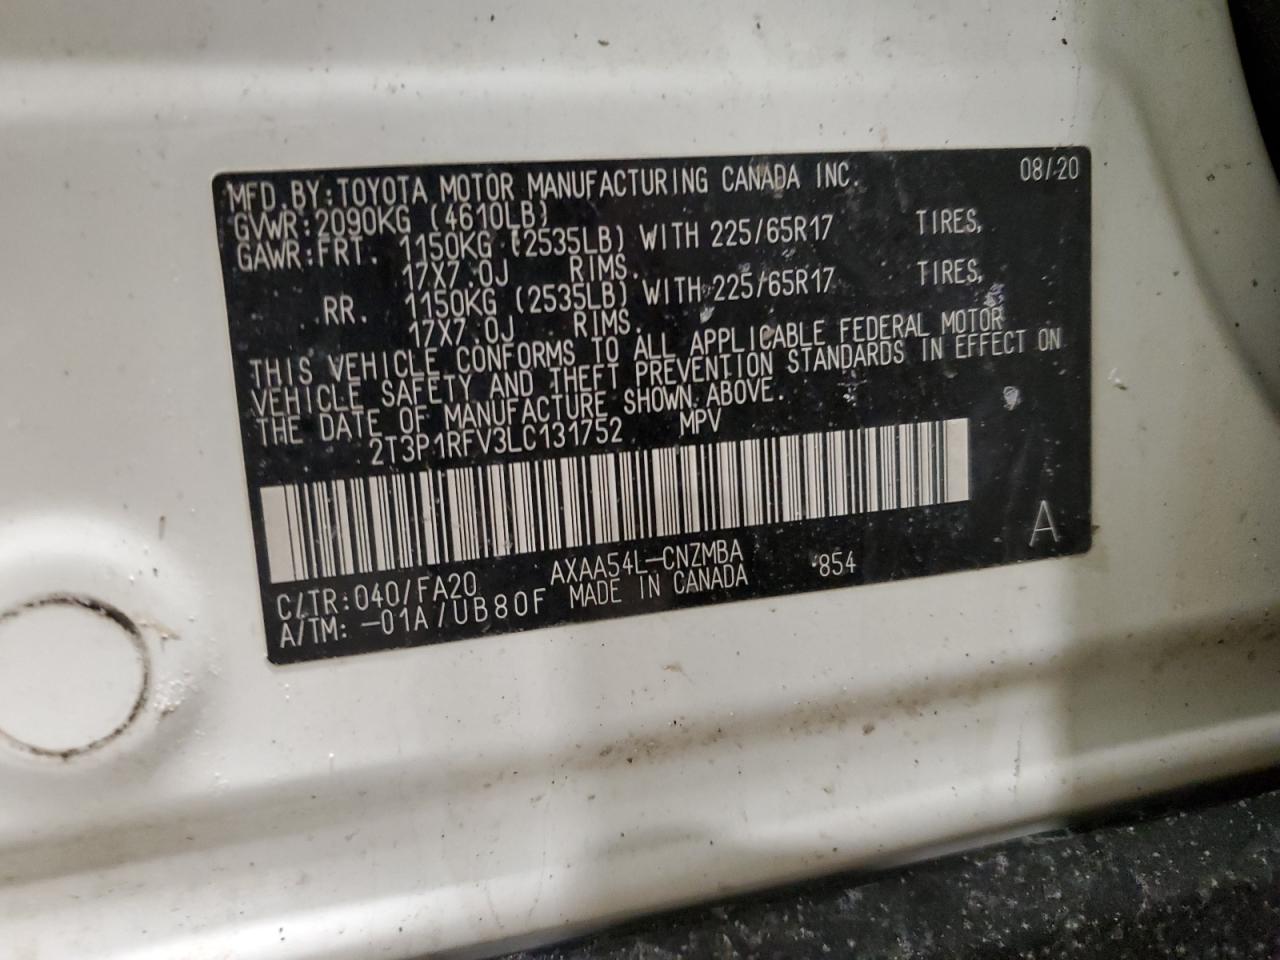 MFD. BY: TOYOTA MOTOR MANUFACTURING CANADA INC. 08/20
GVWR: 2090KG (4610LB)
GAWR: FRT. 1150KG (2535LB) WITH 225/65R17 TIRES,
17X7.0J RIMS.
RR. 1150KG (2535LB) WITH 225/65R17 TIRES,
17X7.0J RIMS.
THIS VEHICLE CONFORMS TO ALL APPLICABLE FEDERAL MOTOR
VEHICLE SAFETY AND THEFT PREVENTION STANDARDS IN EFFECT ON
THE DATE OF MANUFACTURE SHOWN ABOVE.
2T3P1RFV3LC131752 MPV
A
C/TR: 040/FA20 AXAA54L-CNZMBA 854
A/TM: -01A/UB80F MADE IN CANADA